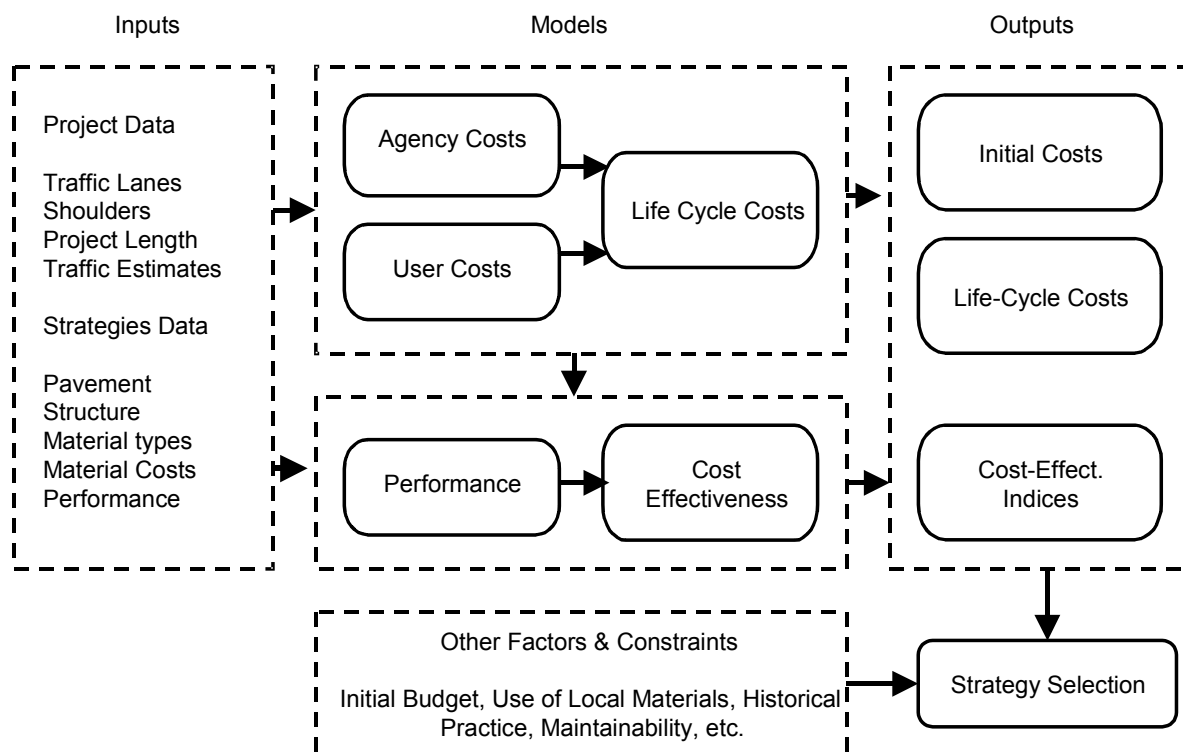 Inputs
Models
Outputs
Project Data
Traffic Lanes
Shoulders
Project Length
Traffic Estimates
Strategies Data
Pavement
Structure
Material types
Material Costs
Performance
Agency Costs
User Costs
Life Cycle Costs
Performance
Cost
Effectiveness
Initial Costs
Life-Cycle Costs
Cost-Effect.
Indices
Other Factors & Constraints
Initial Budget, Use of Local Materials, Historical
Practice, Maintainability, etc.
Strategy Selection